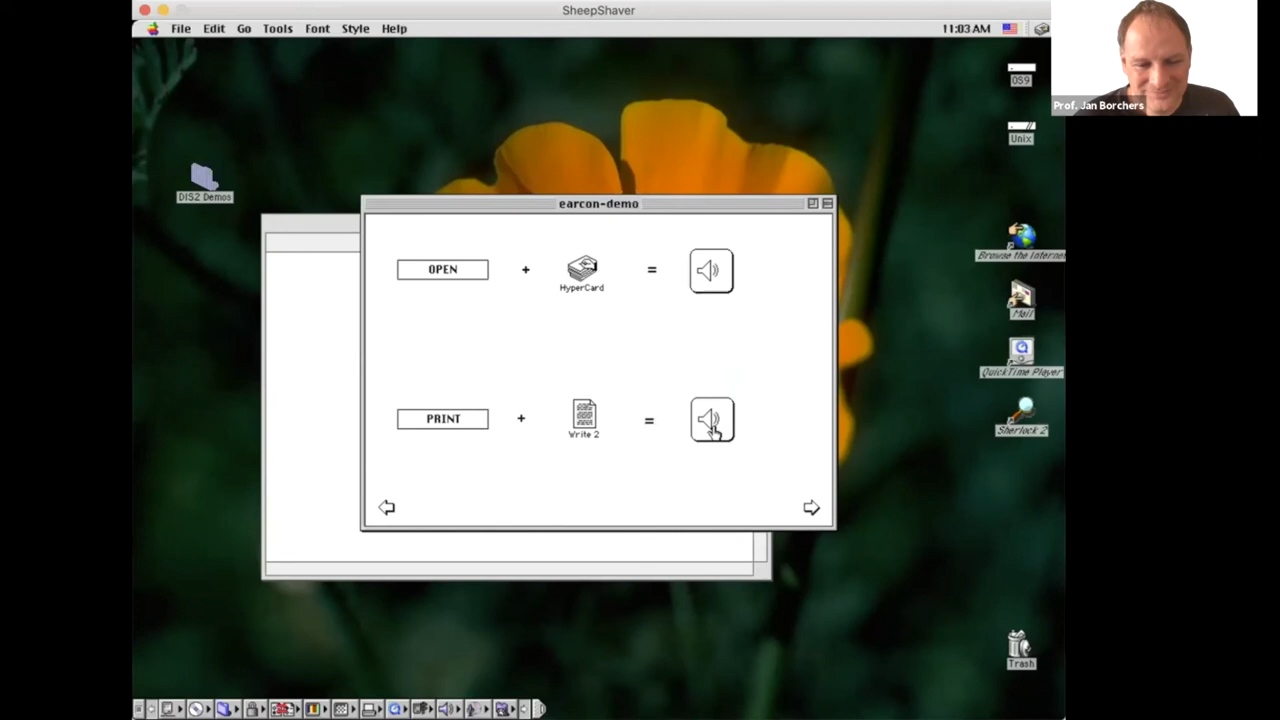 SheepShaver
File Edit Go Tools Font Style Help
11:03 AM
Prof. Jan Borchers
OS9
Unix
DIS2 Demos
earcon-demo
OPEN + HyperCard =
Browse the Internet
Mail
QuickTime Player
PRINT + Write 2 =
Sherlock 2
Trash